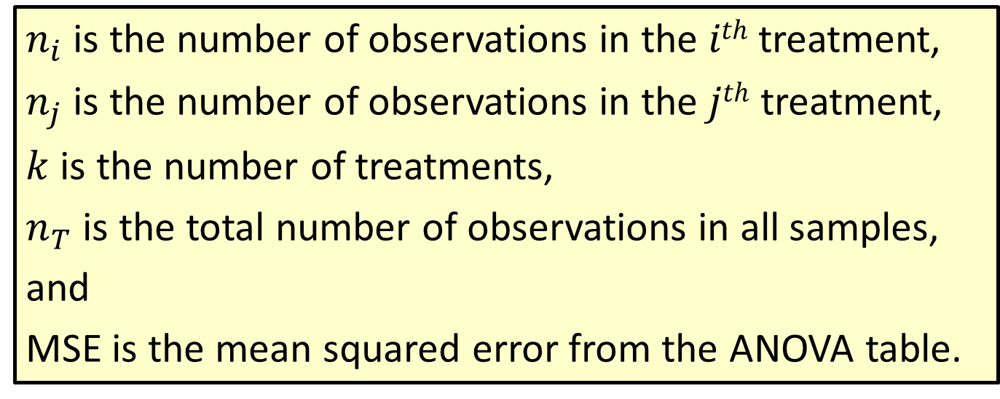 n_i is the number of observations in the i^th treatment,
n_j is the number of observations in the j^th treatment,
k is the number of treatments,
n_T is the total number of observations in all samples,
and
MSE is the mean squared error from the ANOVA table.